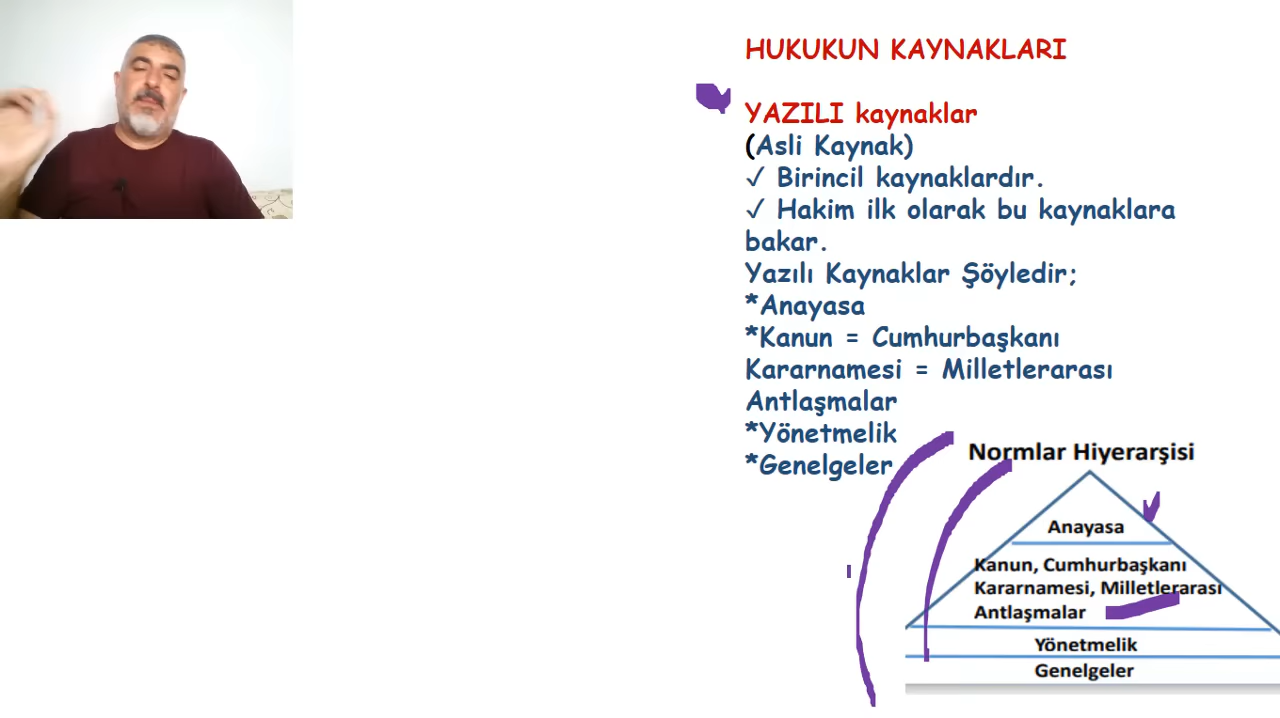 HUKUKUN KAYNAKLARI
YAZILI kaynaklar
(Asli Kaynak)
✓ Birincil kaynaklardır.
✓ Hakim ilk olarak bu kaynaklara
bakar.
Yazılı Kaynaklar Şöyledir;
*Anayasa
*Kanun = Cumhurbaşkanı
Kararnamesi = Milletlerarası
Antlaşmalar
*Yönetmelik
*Genelgeler
Normlar Hiyerarşisi
Anayasa
Kanun, Cumhurbaşkanı
Kararnamesi, Milletlerarası
Antlaşmalar
Yönetmelik
Genelgeler